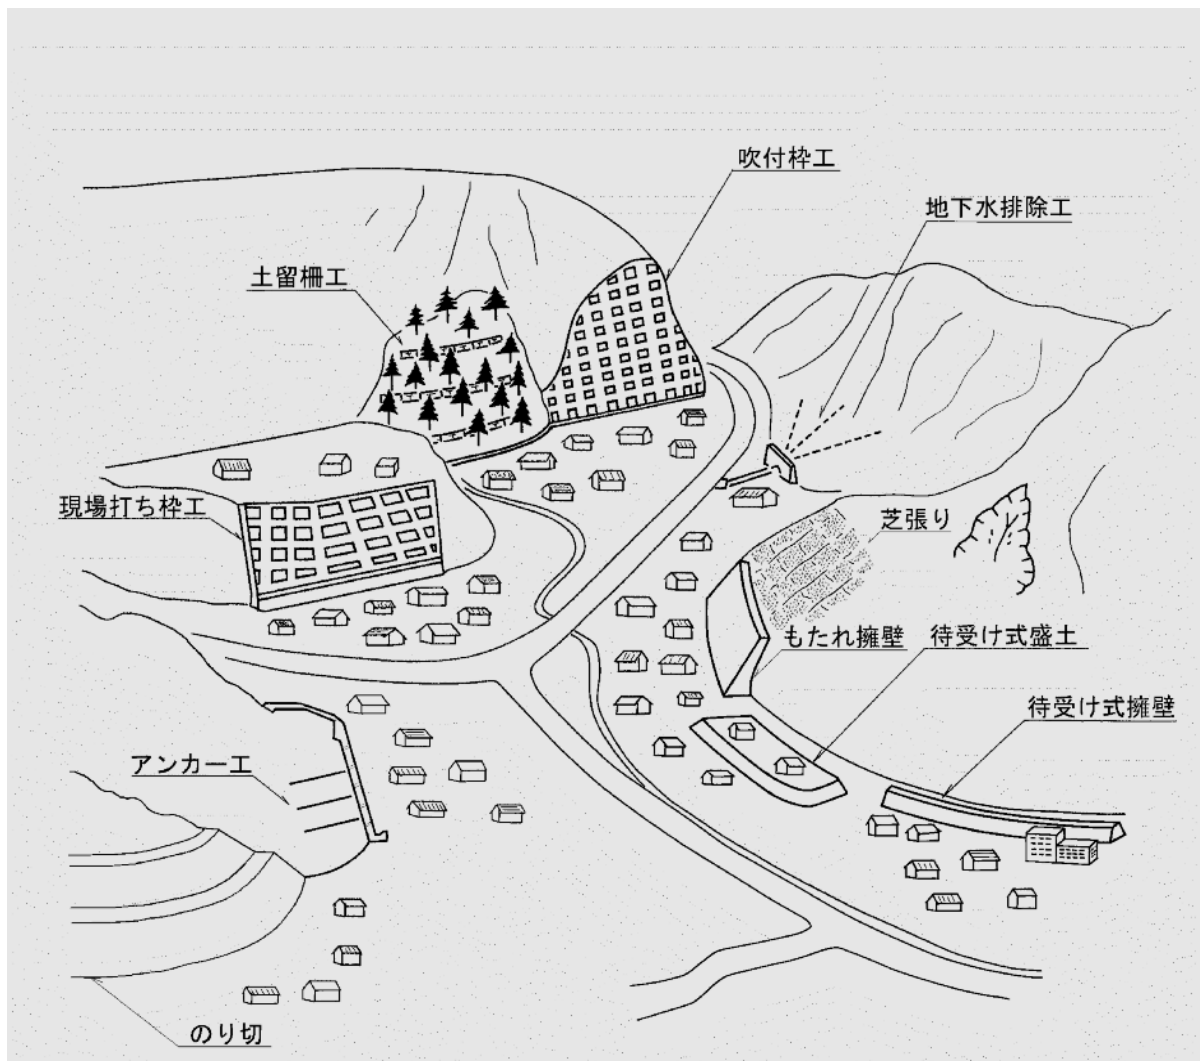 吹付枠工
地下水排除工
土留柵工
現場打ち枠工
芝張り
もたれ擁壁
待受け式盛土
待受け式擁壁
アンカー工
のり切